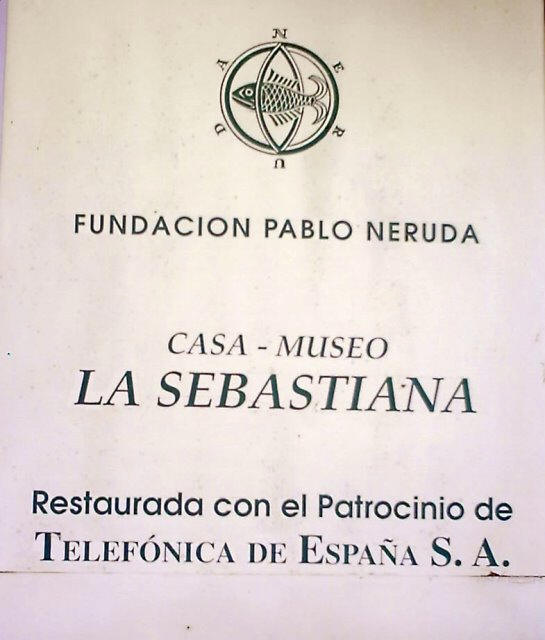 NERUDA
FUNDACION PABLO NERUDA
CASA - MUSEO
LA SEBASTIANA
Restaurada con el Patrocinio de
TELEFÓNICA DE ESPAÑA S. A.